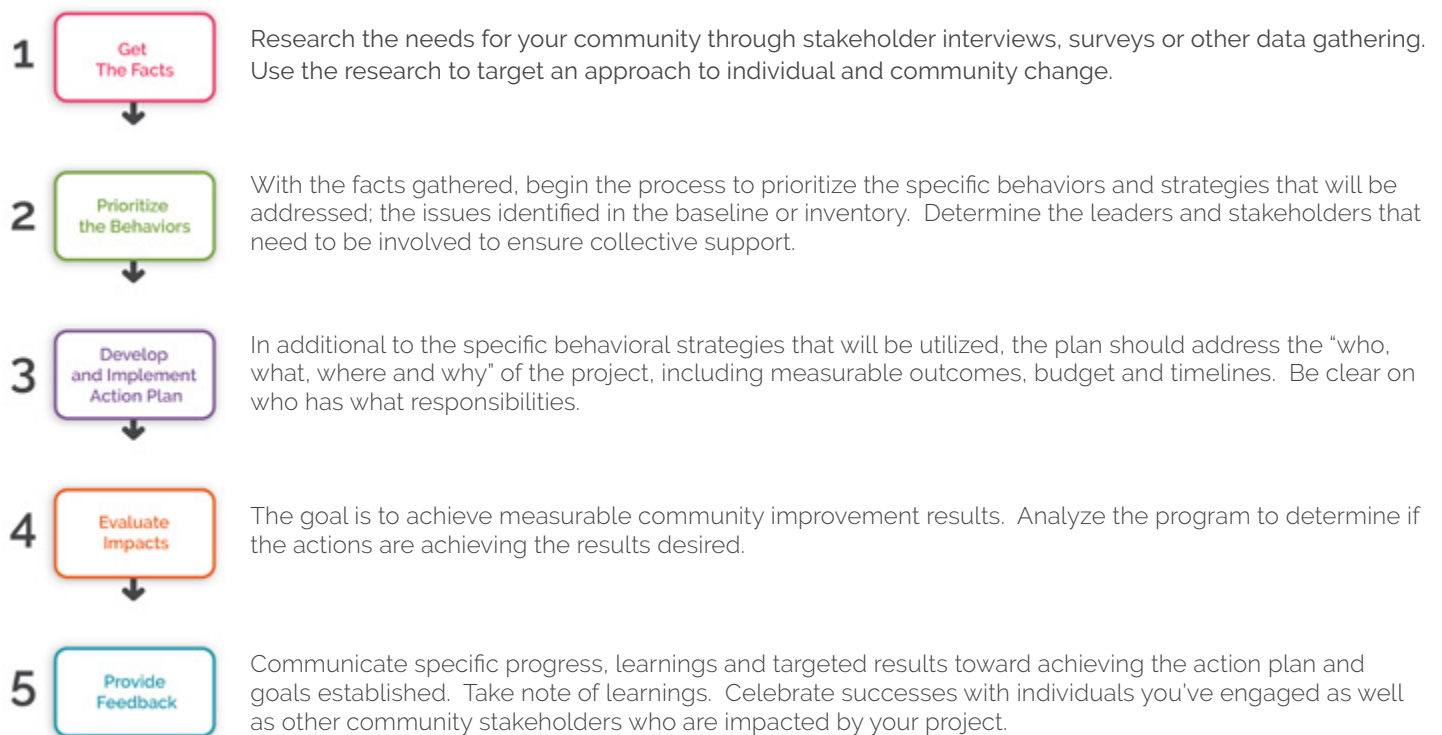 1
Get
The Facts
Research the needs for your community through stakeholder interviews, surveys or other data gathering.
Use the research to target an approach to individual and community change.
2
Prioritize
the Behaviors
With the facts gathered, begin the process to prioritize the specific behaviors and strategies that will be
addressed; the issues identified in the baseline or inventory.  Determine the leaders and stakeholders that
need to be involved to ensure collective support.
3
Develop
and Implement
Action Plan
In additional to the specific behavioral strategies that will be utilized, the plan should address the “who,
what, where and why” of the project, including measurable outcomes, budget and timelines.  Be clear on
who has what responsibilities.
4
Evaluate
Impacts
The goal is to achieve measurable community improvement results.  Analyze the program to determine if
the actions are achieving the results desired.
5
Provide
Feedback
Communicate specific progress, learnings and targeted results toward achieving the action plan and
goals established.  Take note of learnings.  Celebrate successes with individuals you’ve engaged as well
as other community stakeholders who are impacted by your project.